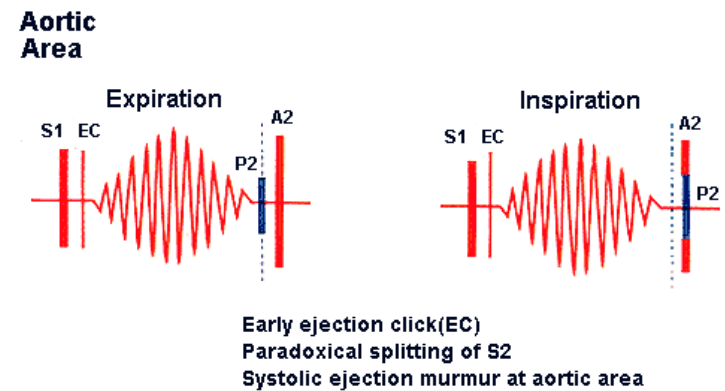 Aortic
Area
Expiration
Inspiration
S1 EC P2 A2
S1 EC A2 P2
Early ejection click(EC)
Paradoxical splitting of S2
Systolic ejection murmur at aortic area